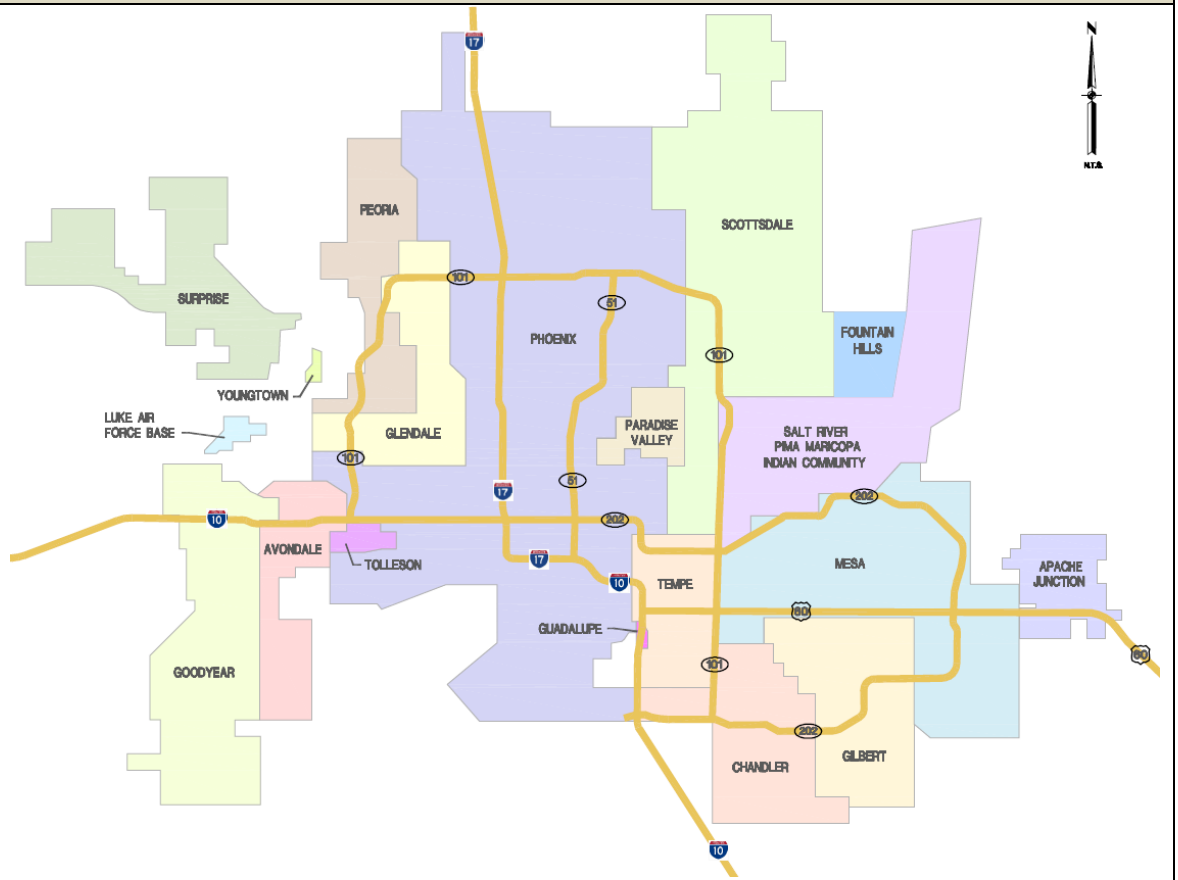 17
N
N.T.S.
PEORIA
SCOTTSDALE
101
SURPRISE
51
PHOENIX
FOUNTAIN
HILLS
101
YOUNGTOWN
LUKE AIR
FORCE BASE
GLENDALE
PARADISE
VALLEY
SALT RIVER
PIMA MARICOPA
INDIAN COMMUNITY
101
51
17
202
10
202
AVONDALE
TOLLESON
17
10
TEMPE
MESA
APACHE
JUNCTION
60
GUADALUPE
60
101
GOODYEAR
202
CHANDLER
GILBERT
10